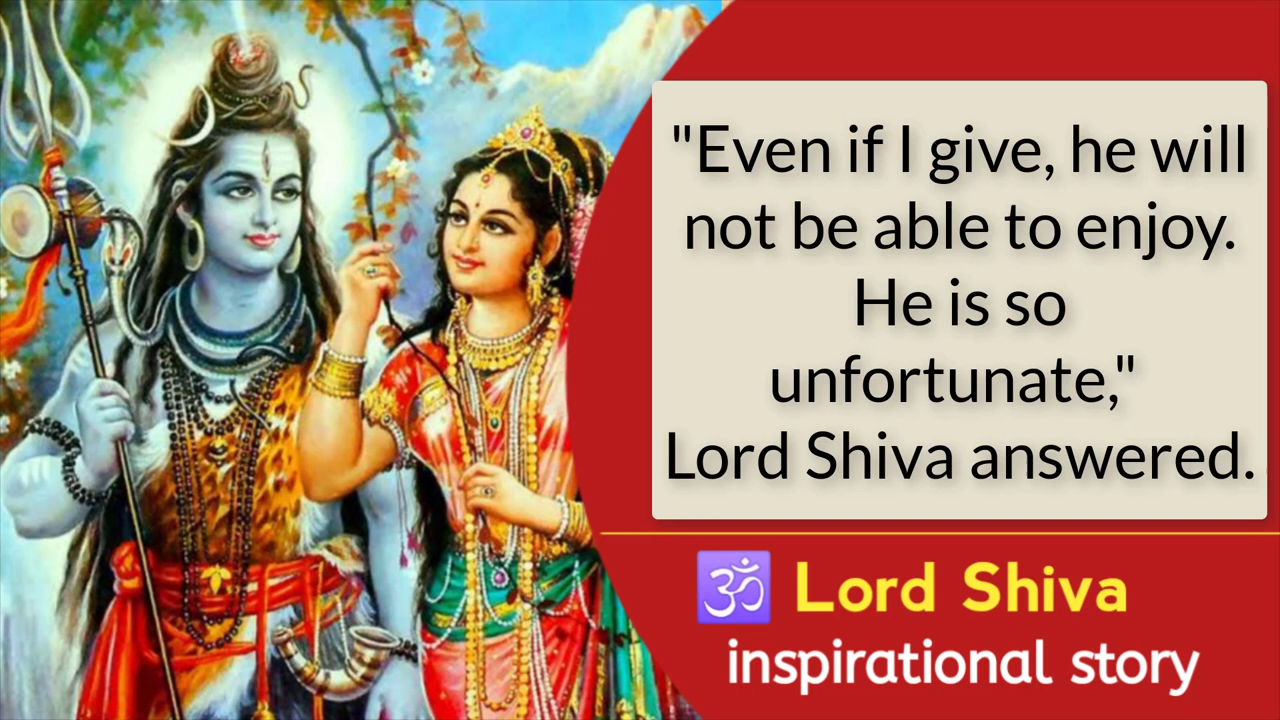 "Even if I give, he will
not be able to enjoy.
He is so
unfortunate,"
Lord Shiva answered.
🕉 Lord Shiva
inspirational story